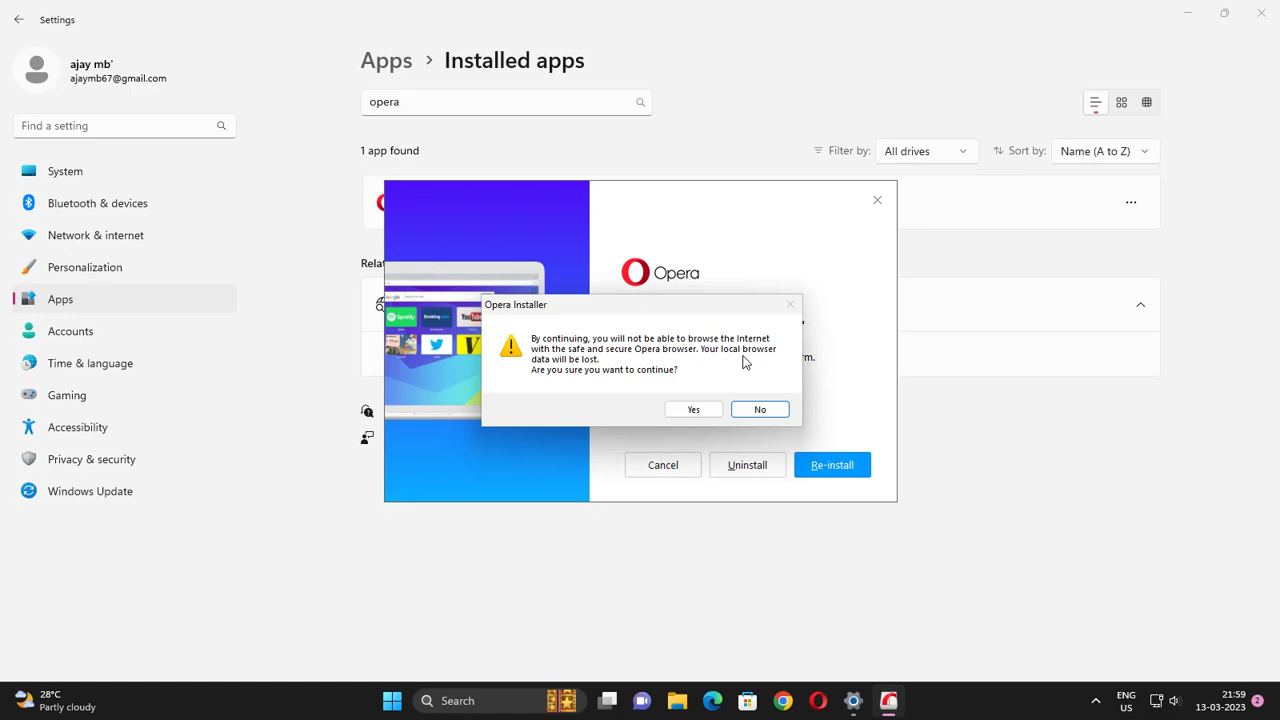 Settings
ajay mb'
ajaymb67@gmail.com
Find a setting
System
Bluetooth & devices
Network & internet
Personalization
Apps
Accounts
Time & language
Gaming
Accessibility
Privacy & security
Windows Update
Apps > Installed apps
opera
1 app found
Filter by: All drives
Sort by: Name (A to Z)
Relat
Opera
Opera Installer
By continuing, you will not be able to browse the Internet
with the safe and secure Opera browser. Your local browser
data will be lost.
Are you sure you want to continue?
rm.
Yes
No
Cancel
Uninstall
Re-install
28°C
Partly cloudy
Search
ENG
US
21:59
13-03-2023
2